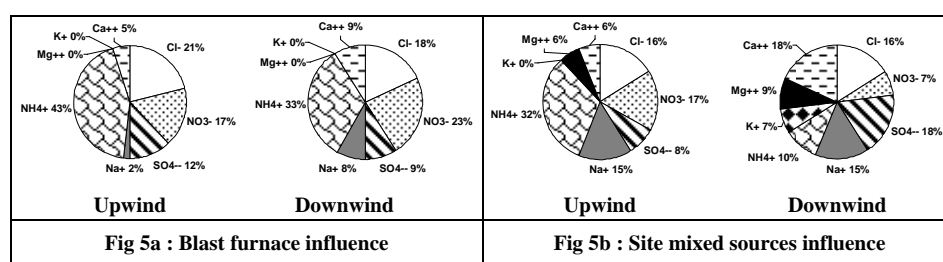 Ca++ 5%
Cl- 21%
K+ 0%
Mg++ 0%
NH4+ 43%
NO3- 17%
SO4-- 12%
Na+ 2%
Upwind
Ca++ 9%
Cl- 18%
K+ 0%
Mg++ 0%
NH4+ 33%
NO3- 23%
SO4-- 9%
Na+ 8%
Downwind
Fig 5a : Blast furnace influence
Ca++ 6%
Mg++ 6%
Cl- 16%
K+ 0%
NH4+ 32%
NO3- 17%
SO4-- 8%
Na+ 15%
Upwind
Ca++ 18%
Cl- 16%
Mg++ 9%
NO3- 7%
K+ 7%
SO4-- 18%
NH4+ 10%
Na+ 15%
Downwind
Fig 5b : Site mixed sources influence